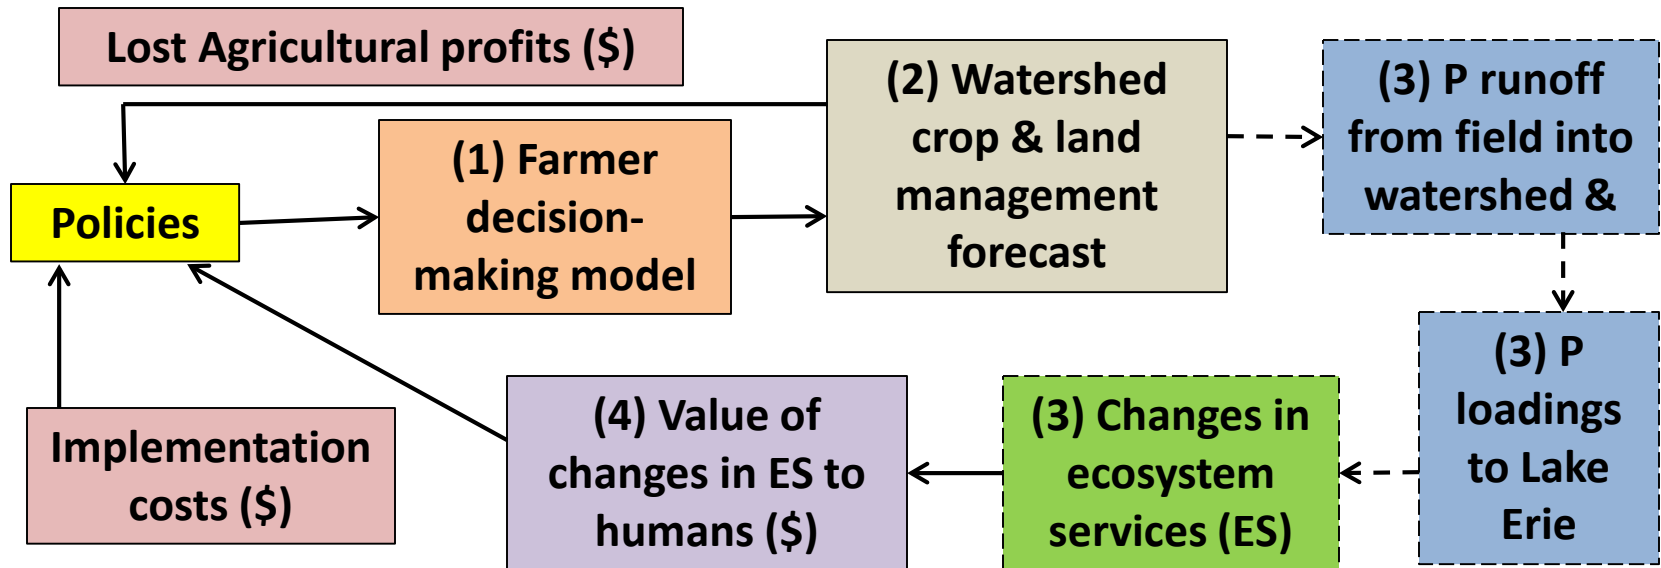 Lost Agricultural profits ($)
(2) Watershed
crop & land
management
forecast
(3) P runoff
from field into
watershed &
(1) Farmer
decision-
making model
Policies
(3) P
loadings
to Lake
Erie
(3) Changes in
ecosystem
services (ES)
(4) Value of
changes in ES to
humans ($)
Implementation
costs ($)